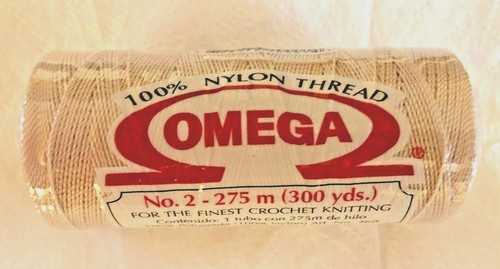 100% NYLON THREAD
OMEGA®
No. 2 - 275 m (300 yds.)
FOR THE FINEST CROCHET KNITTING
Contenido: 1 tubo con 275m de hilo